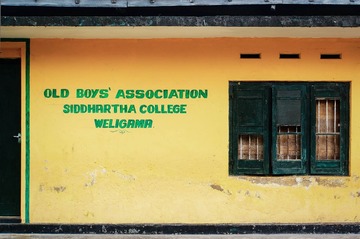 OLD BOYS' ASSOCIATION
SIDDHARTHA COLLEGE
WELIGAMA